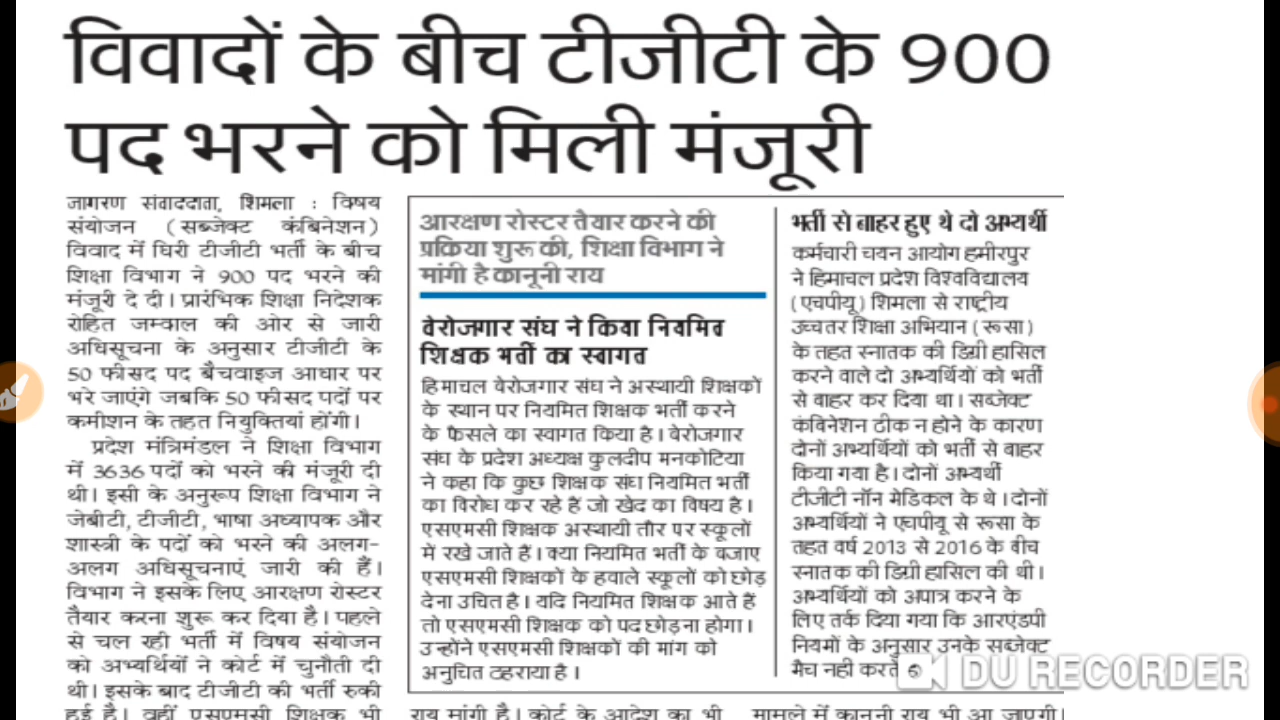 विवादों के बीच टीजीटी के 900
पद भरने को मिली मंजूरी
जागरण संवाददाता, शिमला : विषय
संयोजन (सब्जेक्ट कंबिनेशन)
विवाद में घिरी टीजीटी भर्ती के बीच
शिक्षा विभाग ने 900 पद भरने की
मंजूरी दे दी। प्रारंभिक शिक्षा निदेशक
रोहित जम्वाल की ओर से जारी
अधिसूचना के अनुसार टीजीटी के
50 फीसद पद बैचवाइज आधार पर
भरे जाएंगे जबकि 50 फीसद पदों पर
कमीशन के तहत नियुक्तियां होंगी।
प्रदेश मंत्रिमंडल ने शिक्षा विभाग
में 3636 पदों को भरने की मंजूरी दी
थी। इसी के अनुरूप शिक्षा विभाग ने
जेबीटी, टीजीटी, भाषा अध्यापक और
शास्त्री के पदों को भरने की अलग-
अलग अधिसूचनाएं जारी की हैं।
विभाग ने इसके लिए आरक्षण रोस्टर
तैयार करना शुरू कर दिया है। पहले
से चल रही भर्ती में विषय संयोजन
को अभ्यर्थियों ने कोर्ट में चुनौती दी
थी। इसके बाद टीजीटी की भर्ती रुकी
हुई है। वहीं एसएमसी शिक्षक भी
आरक्षण रोस्टर तैयार करने की
प्रक्रिया शुरू की, शिक्षा विभाग ने
मांगी है कानूनी राय
बेरोजगार संघ ने किया नियमित
शिक्षक भर्ती का स्वागत
हिमाचल बेरोजगार संघ ने अस्थायी शिक्षकों
के स्थान पर नियमित शिक्षक भर्ती करने
के फैसले का स्वागत किया है। बेरोजगार
संघ के प्रदेश अध्यक्ष कुलदीप मनकोटिया
ने कहा कि कुछ शिक्षक संघ नियमित भर्ती
का विरोध कर रहे हैं जो खेद का विषय है।
एसएमसी शिक्षक अस्थायी तौर पर स्कूलों
में रखे जाते हैं। क्या नियमित भर्ती के बजाए
एसएमसी शिक्षकों के हवाले स्कूलों को छोड़
देना उचित है। यदि नियमित शिक्षक आते हैं
तो एसएमसी शिक्षक को पद छोड़ना होगा।
उन्होंने एसएमसी शिक्षकों की मांग को
अनुचित ठहराया है।
भर्ती से बाहर हुए थे दो अभ्यर्थी
कर्मचारी चयन आयोग हमीरपुर
ने हिमाचल प्रदेश विश्वविद्यालय
(एचपीयू) शिमला से राष्ट्रीय
उच्चतर शिक्षा अभियान (रूसा)
के तहत स्नातक की डिग्री हासिल
करने वाले दो अभ्यर्थियों को भर्ती
से बाहर कर दिया था। सब्जेक्ट
कंबिनेशन ठीक न होने के कारण
दोनों अभ्यर्थियों को भर्ती से बाहर
किया गया है। दोनों अभ्यर्थी
टीजीटी नॉन मेडिकल के थे। दोनों
अभ्यर्थियों ने एचपीयू से रूसा के
तहत वर्ष 2013 से 2016 के बीच
स्नातक की डिग्री हासिल की थी।
अभ्यर्थियों को अपात्र करने के
लिए तर्क दिया गया कि आरएंडपी
नियमों के अनुसार उनके सब्जेक्ट
मैच नही करते
राय मांगी है। कोर्ट के आदेश का भी
मामले में कानूनी राय भी आ जाएगी।
DU RECORDER